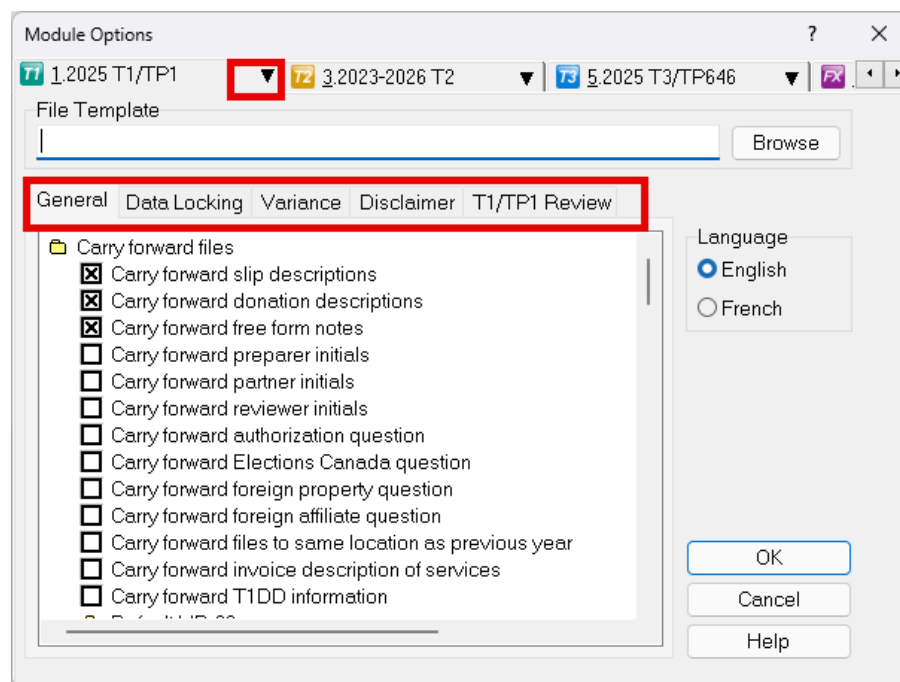 Module Options ? ×
T1 1.2025 T1/TP1 ▼ T2 3.2023-2026 T2 ▼ T3 5.2025 T3/TP646 ▼ FX .
File Template
Browse
General Data Locking Variance Disclaimer T1/TP1 Review
Carry forward files
Carry forward slip descriptions
Carry forward donation descriptions
Carry forward free form notes
Carry forward preparer initials
Carry forward partner initials
Carry forward reviewer initials
Carry forward authorization question
Carry forward Elections Canada question
Carry forward foreign property question
Carry forward foreign affiliate question
Carry forward files to same location as previous year
Carry forward invoice description of services
Carry forward T1DD information
Language
English
French
OK
Cancel
Help